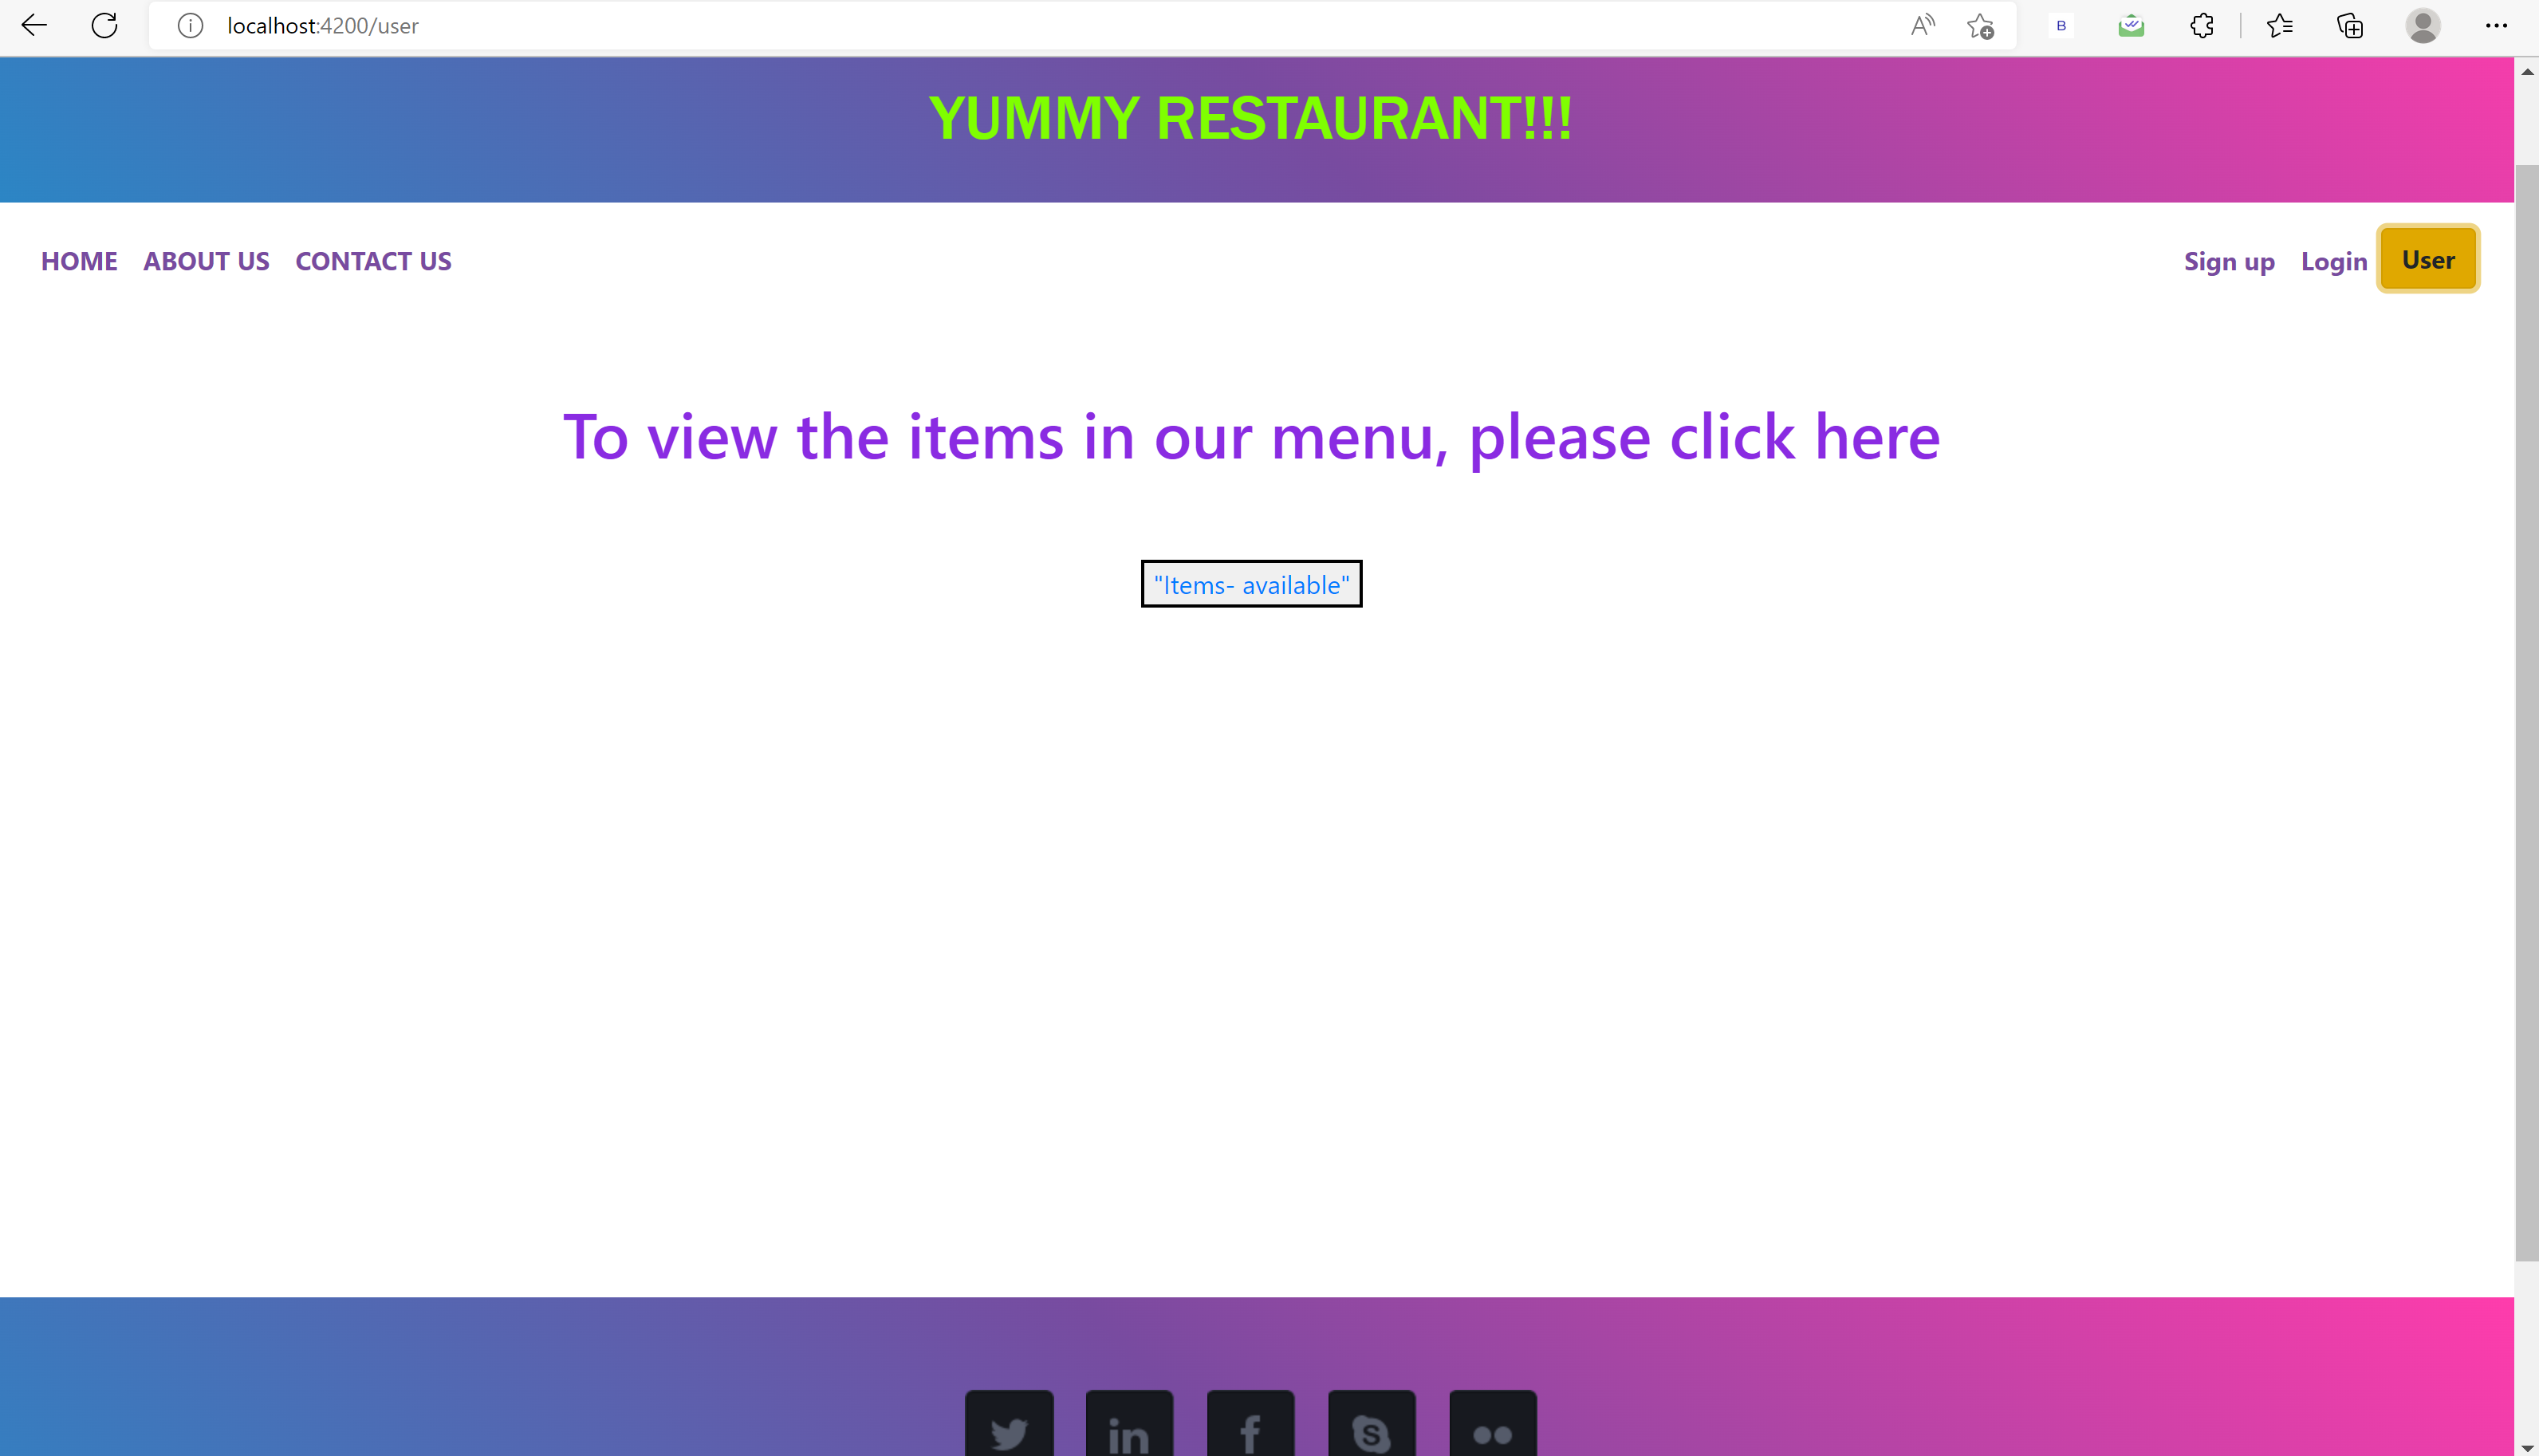 localhost:4200/user
B
YUMMY RESTAURANT!!!
HOME ABOUT US CONTACT US Sign up Login User
To view the items in our menu, please click here
"Items- available"
in f S